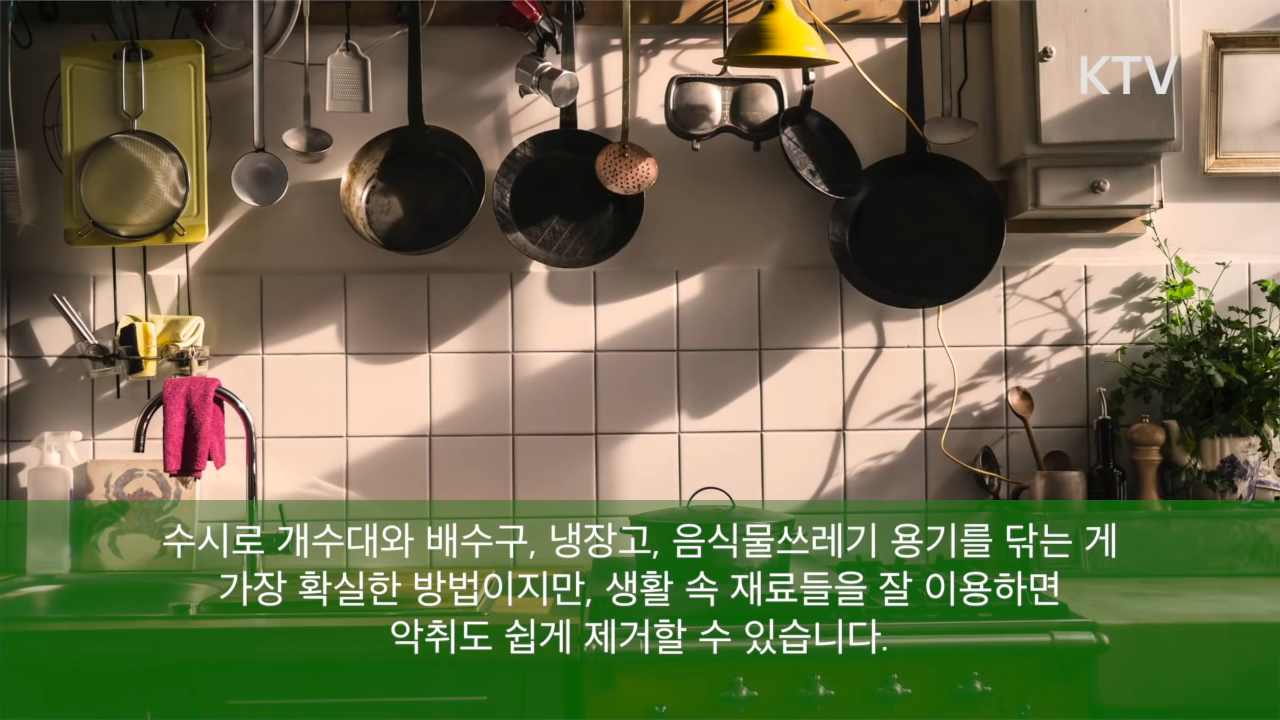 KTV
수시로 개수대와 배수구, 냉장고, 음식물쓰레기 용기를 닦는 게
가장 확실한 방법이지만, 생활 속 재료들을 잘 이용하면
악취도 쉽게 제거할 수 있습니다.